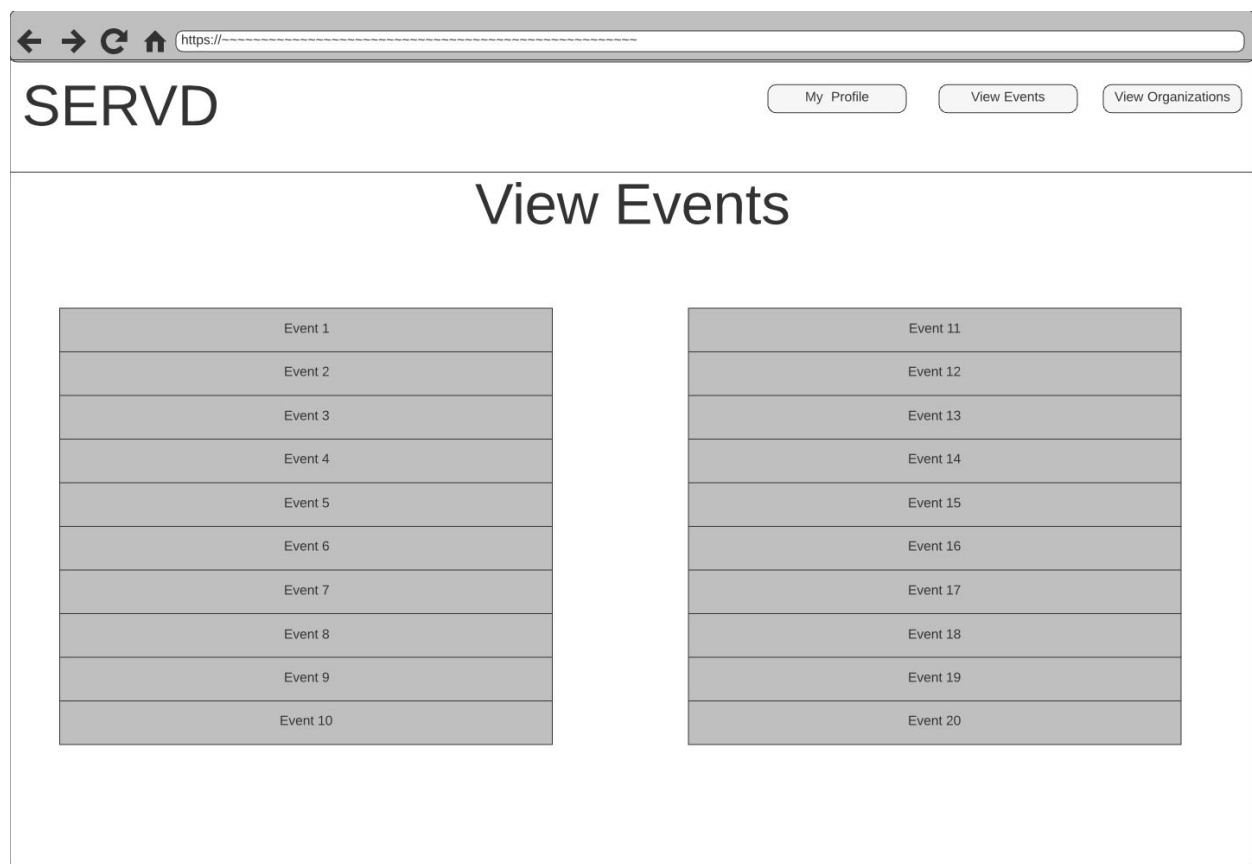 https://~~~~~~~~~~~~~~~~~~~~~~~~~~~~~~~~~~~~~~~~~~~~~~~~~~~~~
SERVD
My Profile
View Events
View Organizations
View Events
Event 1
Event 2
Event 3
Event 4
Event 5
Event 6
Event 7
Event 8
Event 9
Event 10
Event 11
Event 12
Event 13
Event 14
Event 15
Event 16
Event 17
Event 18
Event 19
Event 20